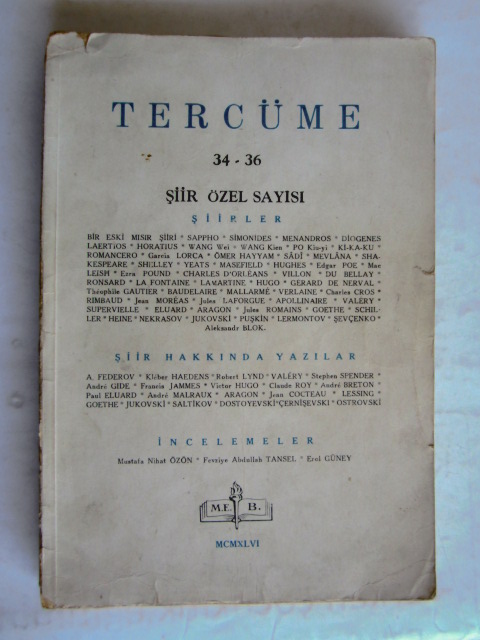 TERCÜME
34 - 36
ŞİİR ÖZEL SAYISI
ŞİİRLER
BİR ESKİ MISIR ŞİİRİ * SAPPHO * SİMONIDES * MENANDROS * DİOGENES
LAERTİOS * HORATIUS * WANG Wei * WANG Kien * PO Kiu-yi * Kİ-KA-KU *
ROMANCERO * Garcia LORCA * ÖMER HAYYAM * SÂDÎ * MEVLÂNA * SHA-
KESPEARE * SHELLEY * YEATS * MASEFIELD * HUGHES * Edgar POE * Mac
LEISH * Ezra POUND * CHARLES D'ORLEANS * VILLON * DU BELLAY *
RONSARD * LA FONTAINE * LAMARTINE * HUGO * GERARD DE NERVAL *
Théophile GAUTIER * BAUDELAIRE * MALLARMÉ * VERLAINE * Charles CROS *
RIMBAUD * Jean MORÉAS * Jules LAFORGUE * APOLLINAIRE * VALERY *
SUPERVIELLE * ELUARD * ARAGON * Jules ROMAINS * GOETHE * SCHIL-
LER * HEINE * NEKRASOV * JUKOVSKI * PUŞKİN * LERMONTOV * ŞEVÇENKO *
Aleksandr BLOK.
ŞİİR HAKKINDA YAZILAR
A. FEDEROV * Kléber HAEDENS * Robert LYND * VALÉRY * Stephen SPENDER *
André GIDE * Francis JAMMES * Victor HUGO * Claude ROY * André BRETON *
Paul ELUARD * André MALRAUX * ARAGON * Jean COCTEAU * LESSING *
GOETHE * JUKOVSKI * SALTİKOV * DOSTOYEVSKİ * ÇERNİŞEVSKİ * OSTROVSKİ
İNCELEMELER
Mustafa Nihat ÖZÖN * Fevziye Abdullah TANSEL * Erol GÜNEY
M.E. B.
MCMXLVI